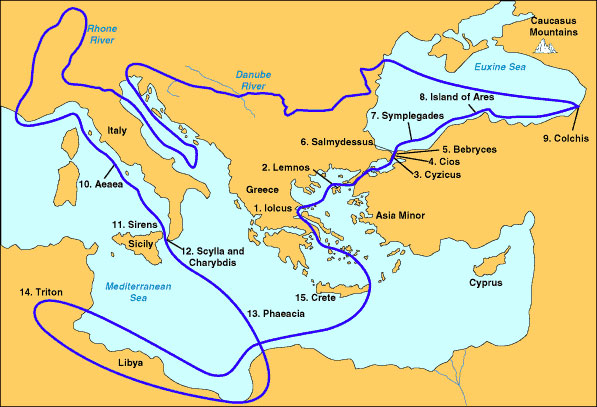 Caucasus
Mountains
Rhone
River
Euxine Sea
Danube
River
8. Island of Ares
7. Symplegades
Italy
6. Salmydessus
9. Colchis
5. Bebryces
4. Cios
3. Cyzicus
2. Lemnos
10. Aeaea
Greece
1. Iolcus
Asia Minor
11. Sirens
Sicily
12. Scylla and
Charybdis
Cyprus
Mediterranean
Sea
14. Triton
15. Crete
13. Phaeacia
Libya